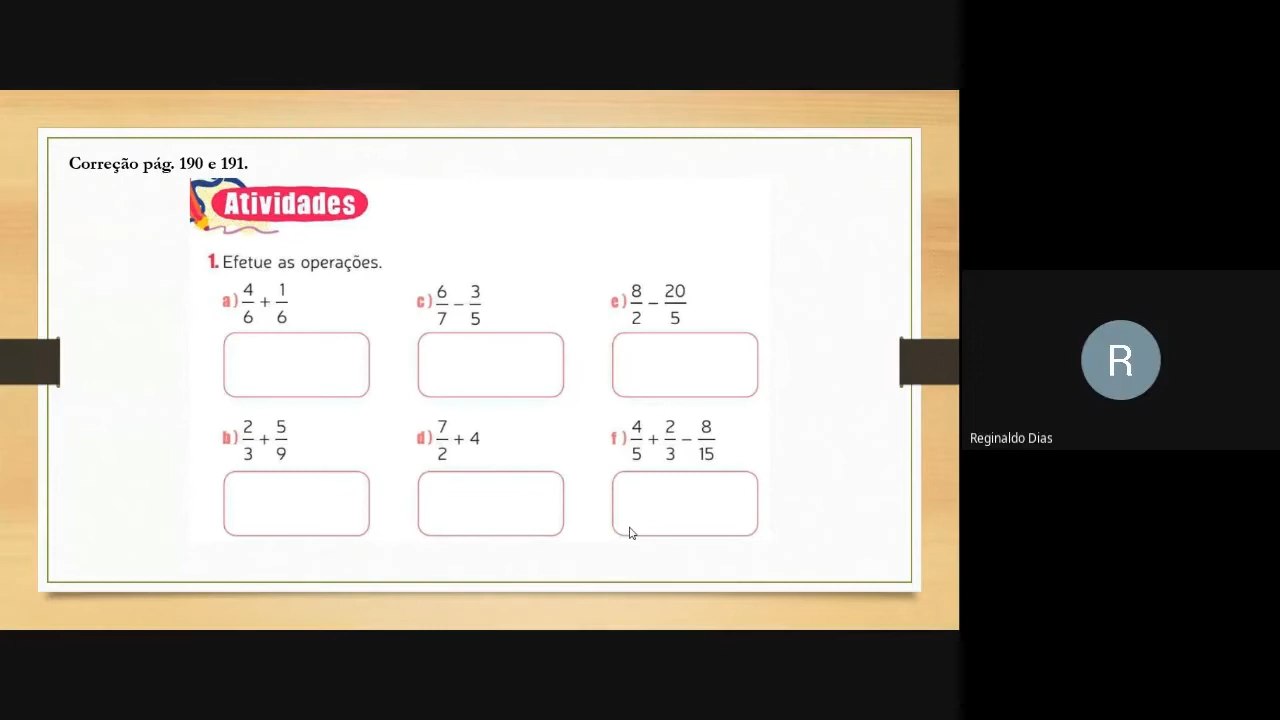 Correção pág. 190 e 191.
Atividades
1. Efetue as operações.
a) 4/6 + 1/6
c) 6/7 − 3/5
e) 8/2 − 20/5
b) 2/3 + 5/9
d) 7/2 + 4
f) 4/5 + 2/3 − 8/15
R
Reginaldo Dias